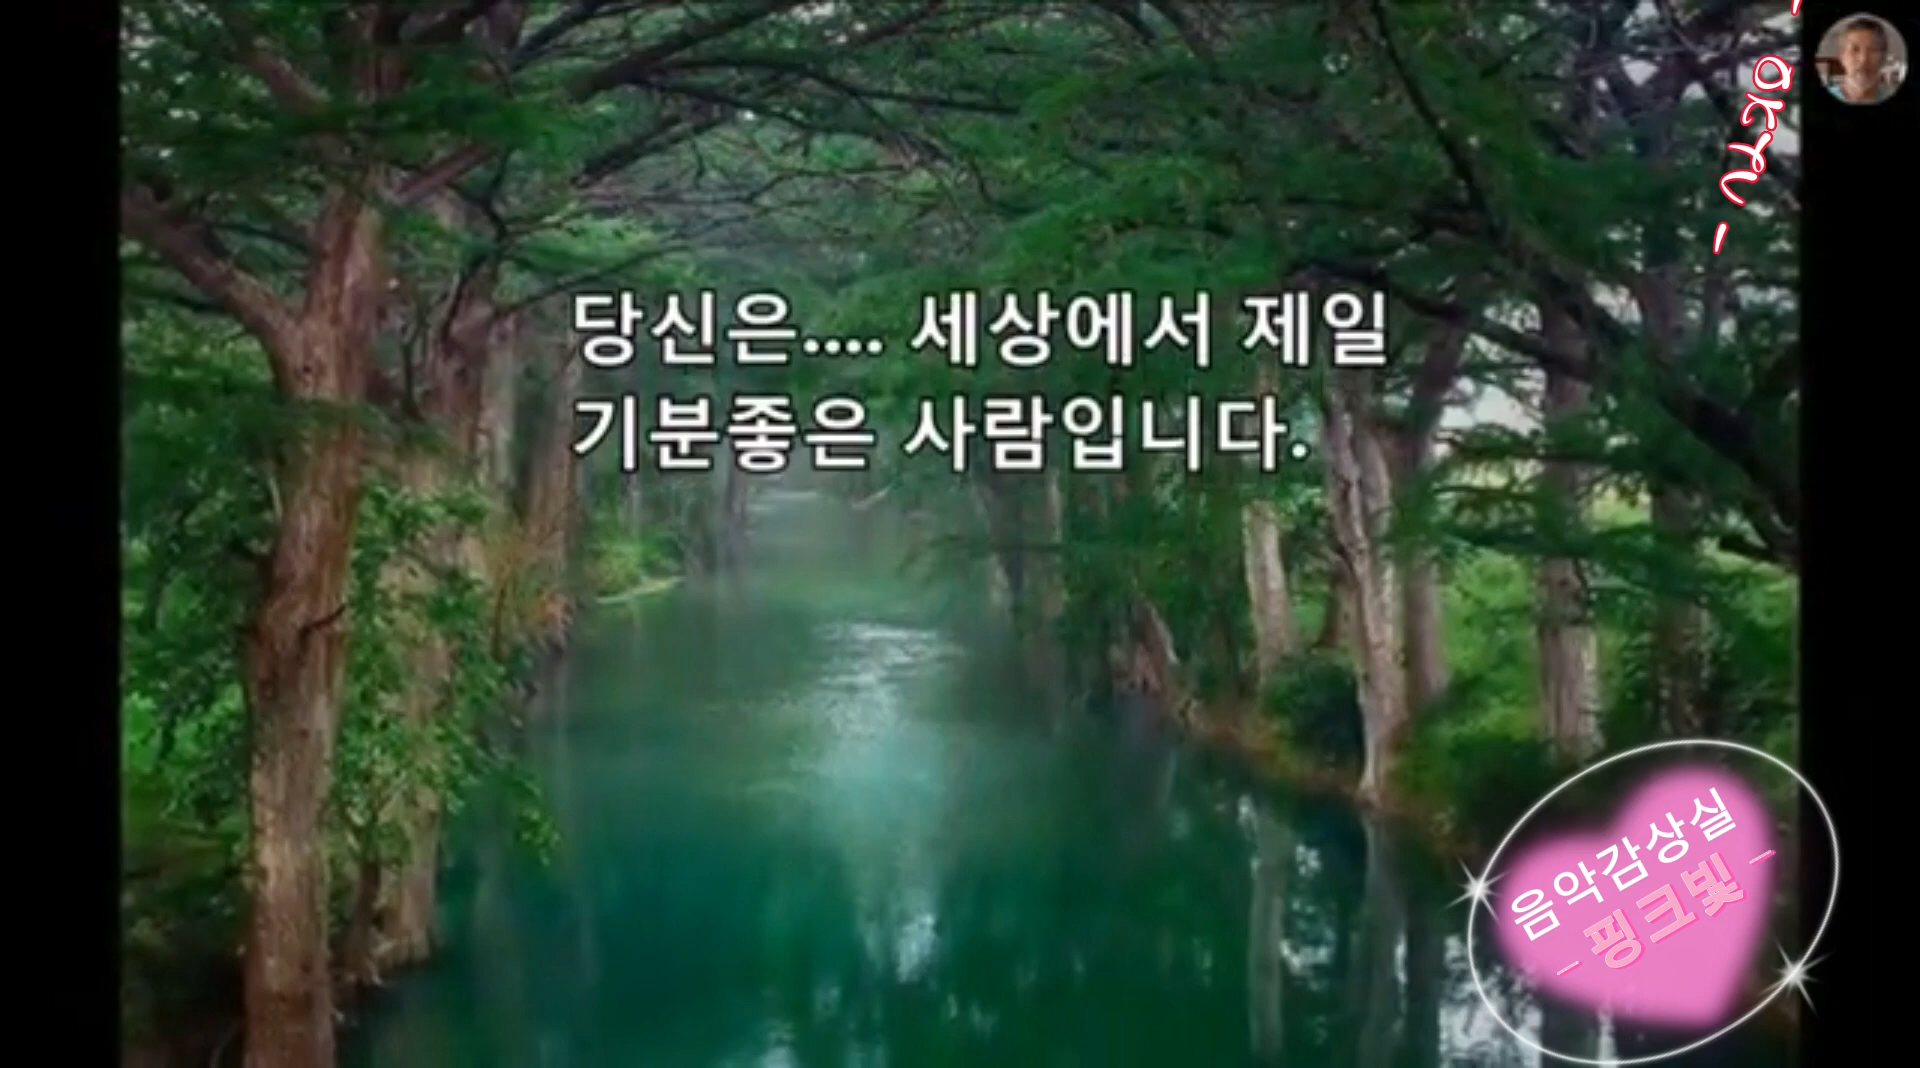 당신은.... 세상에서 제일
기분좋은 사람입니다.
음악감상실
- 핑크빛 -